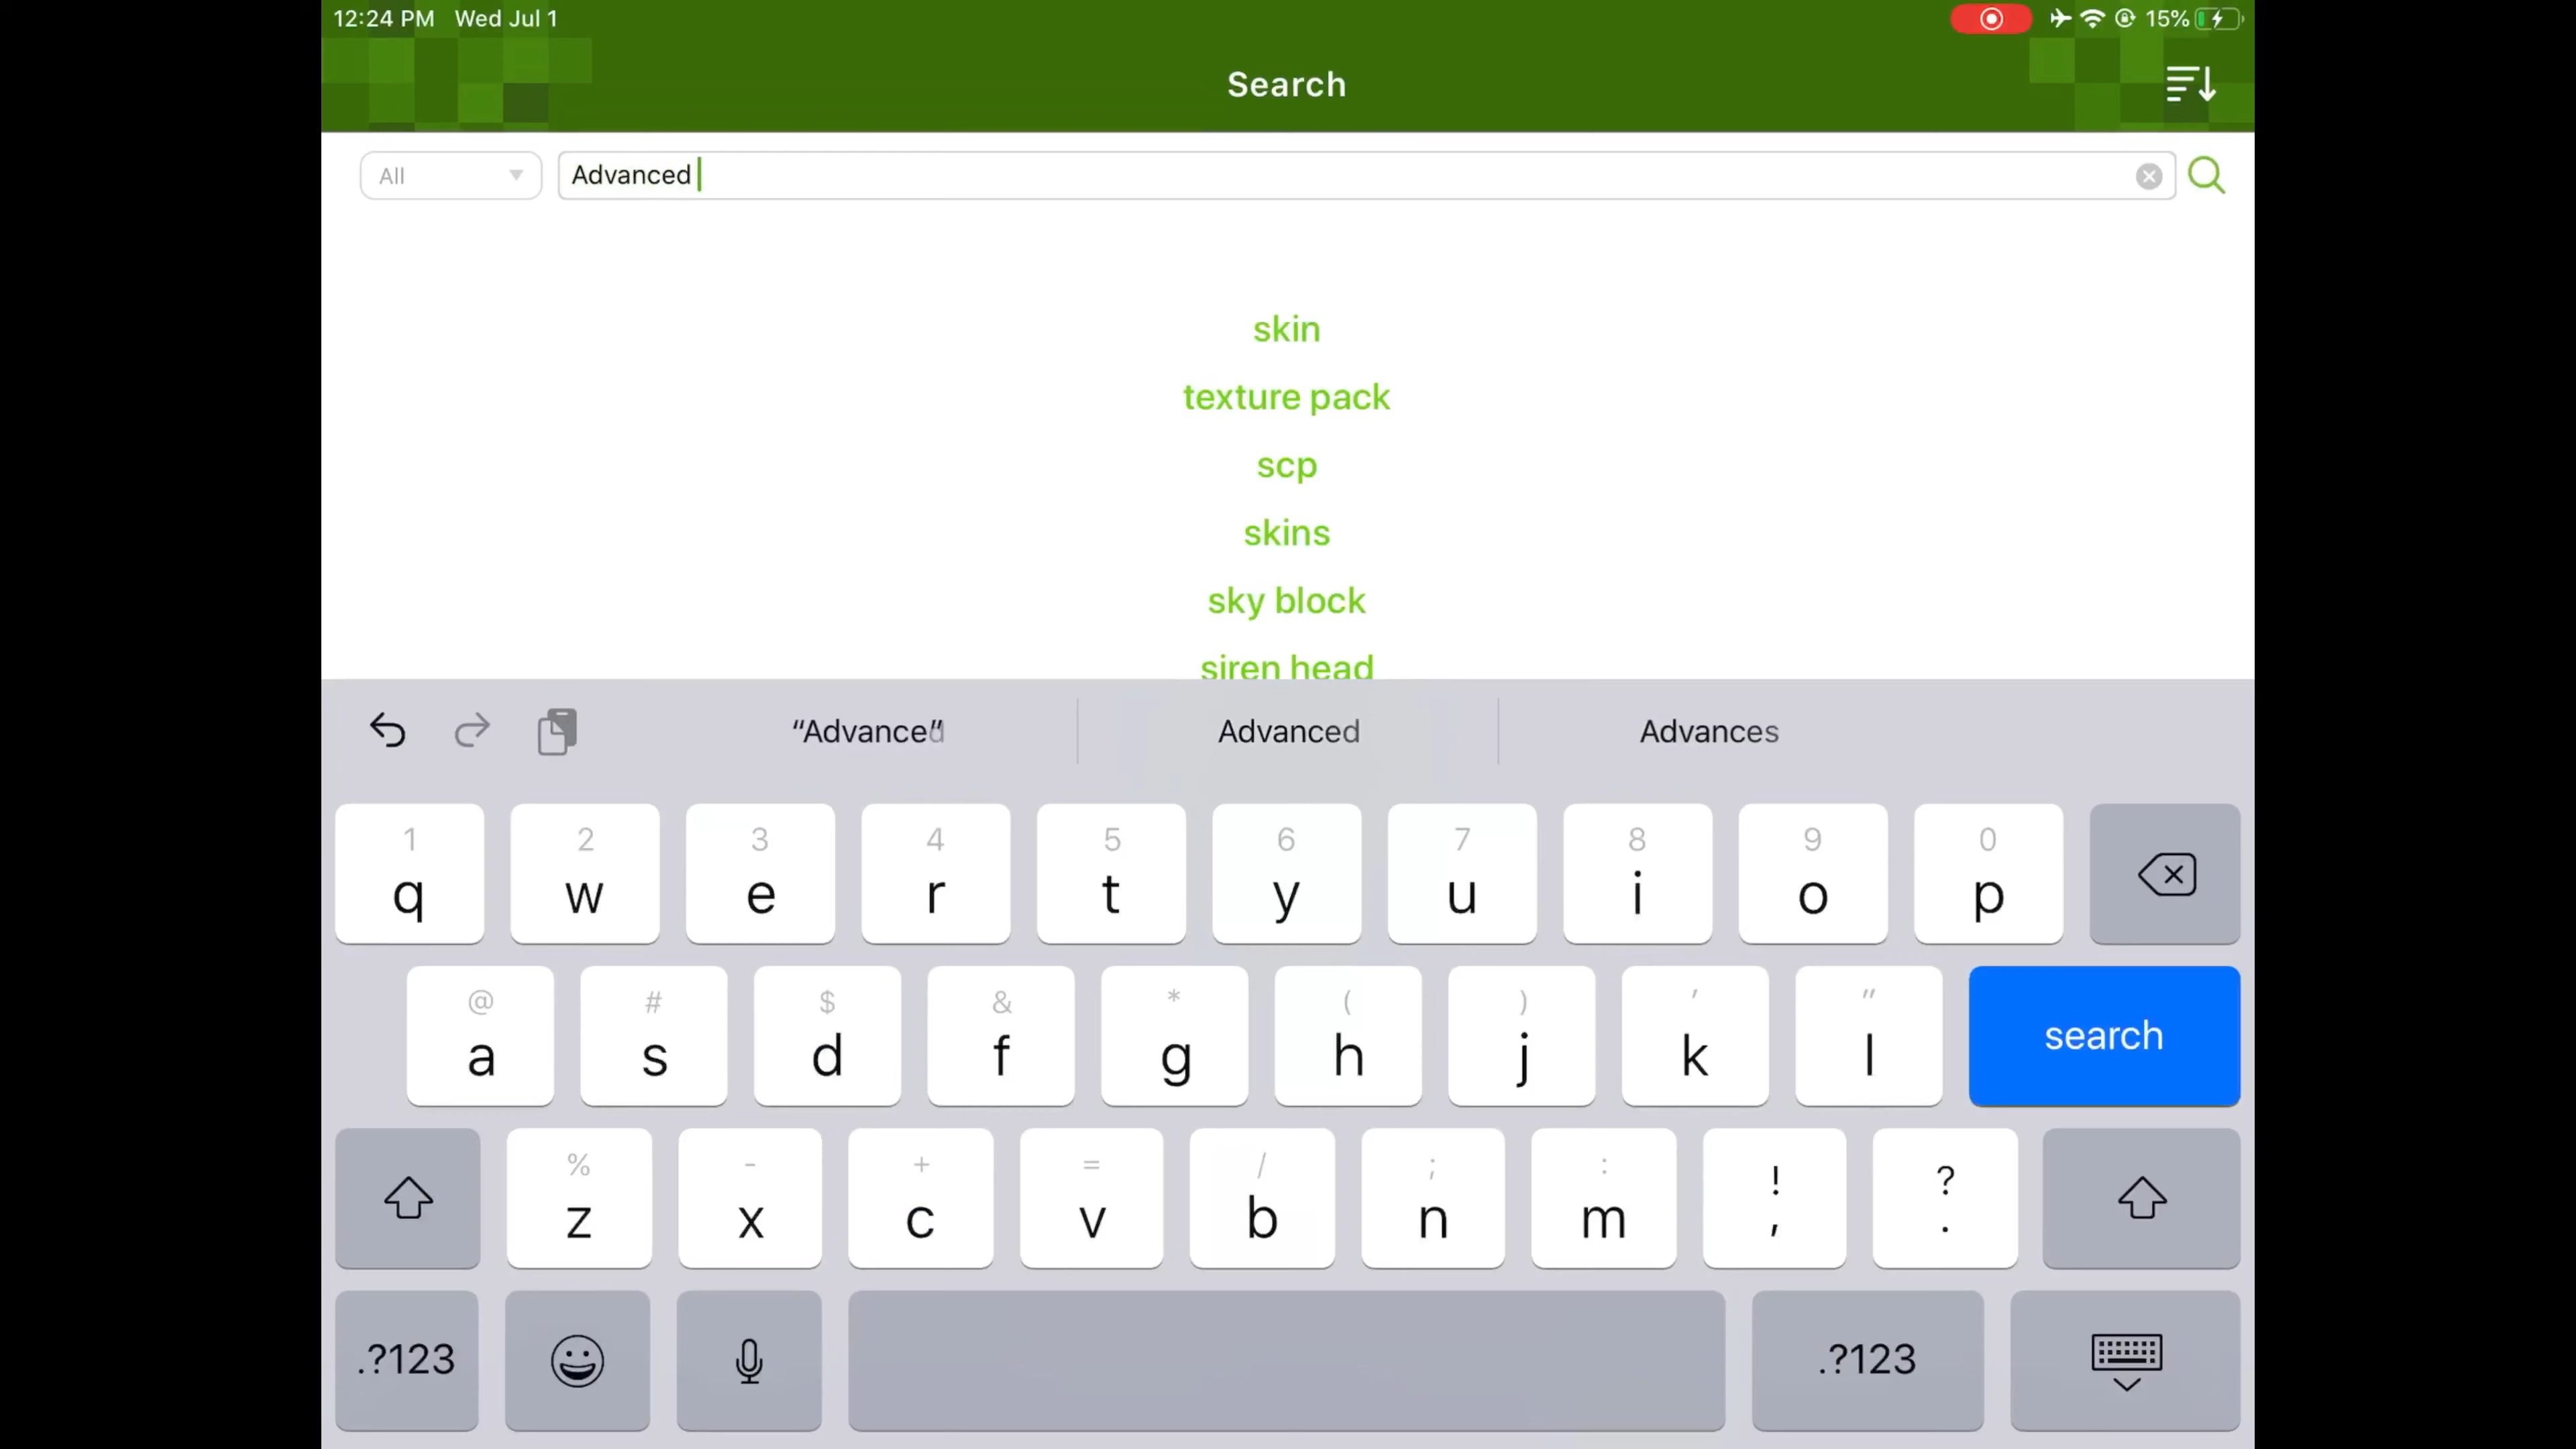 12:24 PM Wed Jul 1
15%
Search
All
Advanced
skin
texture pack
scp
skins
sky block
siren head
“Advance” Advanced Advances
1 2 3 4 5 6 7 8 9 0
q w e r t y u i o p
@ # $ & * ( ) ' "
a s d f g h j k l search
% - + = / ; : ! ?
z x c v b n m , .
.?123 .?123